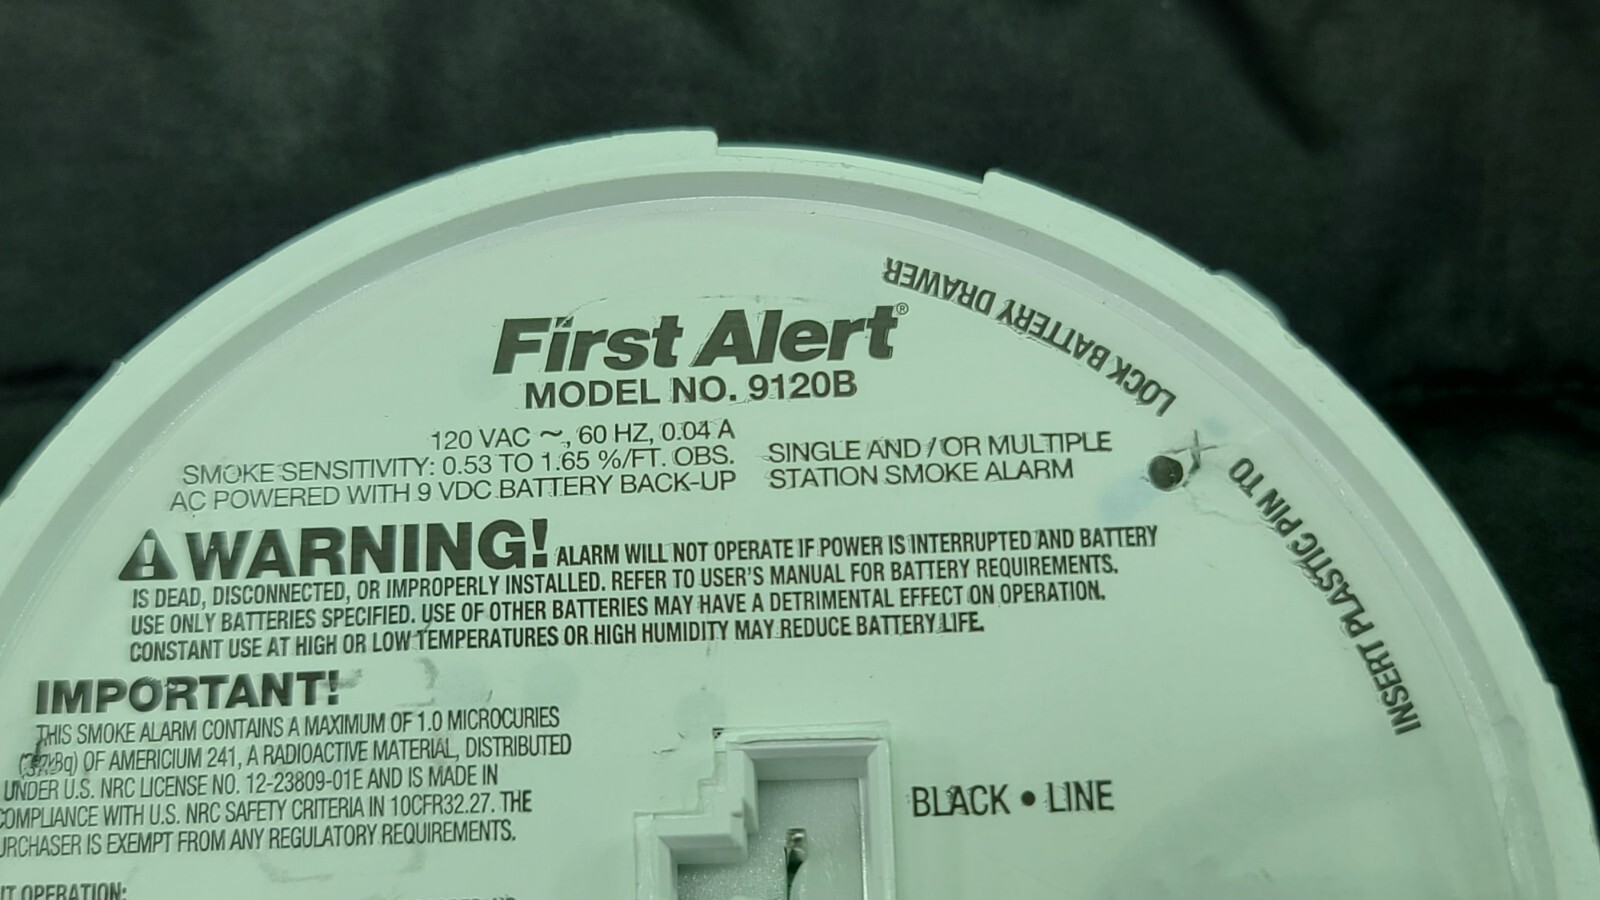 First Alert®
MODEL NO. 9120B
120 VAC ~, 60 HZ, 0.04 A
SMOKE SENSITIVITY: 0.53 TO 1.65 %/FT. OBS.
AC POWERED WITH 9 VDC BATTERY BACK-UP
SINGLE AND / OR MULTIPLE
STATION SMOKE ALARM
INSERT PLASTIC PIN TO
LOCK BATTERY DRAWER
WARNING! ALARM WILL NOT OPERATE IF POWER IS INTERRUPTED AND BATTERY
IS DEAD, DISCONNECTED, OR IMPROPERLY INSTALLED. REFER TO USER'S MANUAL FOR BATTERY REQUIREMENTS.
USE ONLY BATTERIES SPECIFIED. USE OF OTHER BATTERIES MAY HAVE A DETRIMENTAL EFFECT ON OPERATION.
CONSTANT USE AT HIGH OR LOW TEMPERATURES OR HIGH HUMIDITY MAY REDUCE BATTERY LIFE.
IMPORTANT!
THIS SMOKE ALARM CONTAINS A MAXIMUM OF 1.0 MICROCURIES
OF AMERICIUM 241, A RADIOACTIVE MATERIAL, DISTRIBUTED
UNDER U.S. NRC LICENSE NO. 12-23809-01E AND IS MADE IN
COMPLIANCE WITH U.S. NRC SAFETY CRITERIA IN 10CFR32.27. THE
URCHASER IS EXEMPT FROM ANY REGULATORY REQUIREMENTS.
OPERATION:
BLACK • LINE